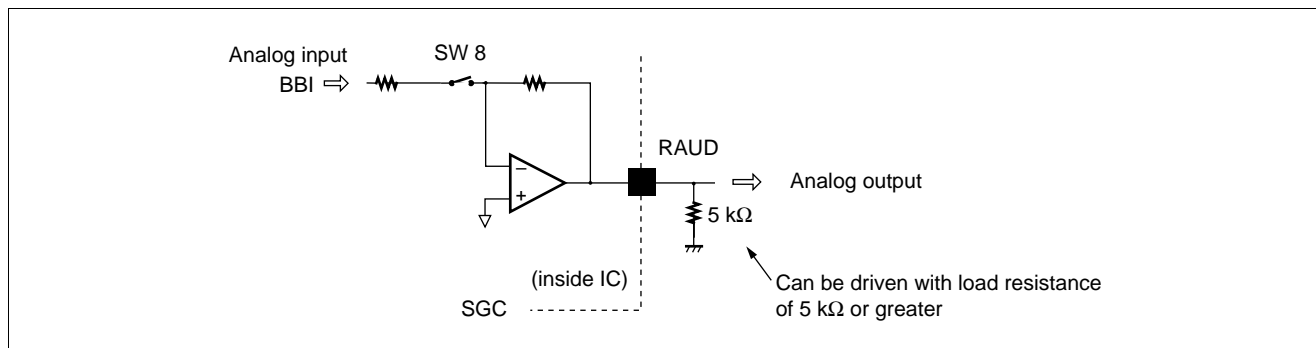 Analog input
SW 8
BBI
RAUD
−
+
Analog output
5 kΩ
(inside IC)
SGC
Can be driven with load resistance
of 5 kΩ or greater